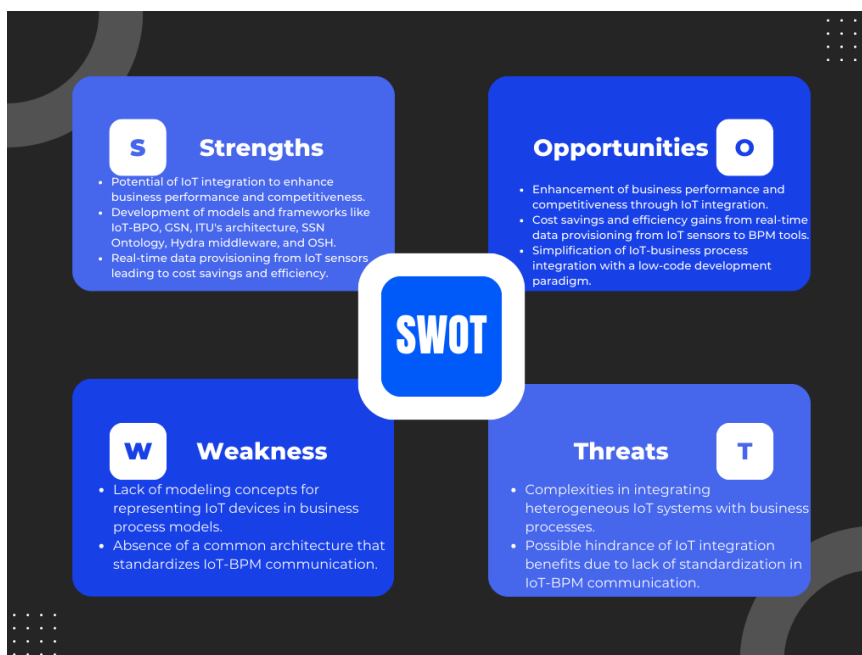 S
Strengths
• Potential of IoT integration to enhance
business performance and competitiveness.
• Development of models and frameworks like
IoT-BPO, GSN, ITU's architecture, SSN
Ontology, Hydra middleware, and OSH.
• Real-time data provisioning from IoT sensors
leading to cost savings and efficiency.
Opportunities
O
• Enhancement of business performance and
competitiveness through IoT integration.
• Cost savings and efficiency gains from real-time
data provisioning from IoT sensors to BPM tools.
• Simplification of IoT-business process
integration with a low-code development
paradigm.
SWOT
W
Weakness
• Lack of modeling concepts for
representing IoT devices in business
process models.
• Absence of a common architecture that
standardizes IoT-BPM communication.
Threats
T
• Complexities in integrating
heterogeneous IoT systems with business
processes.
• Possible hindrance of IoT integration
benefits due to lack of standardization in
IoT-BPM communication.